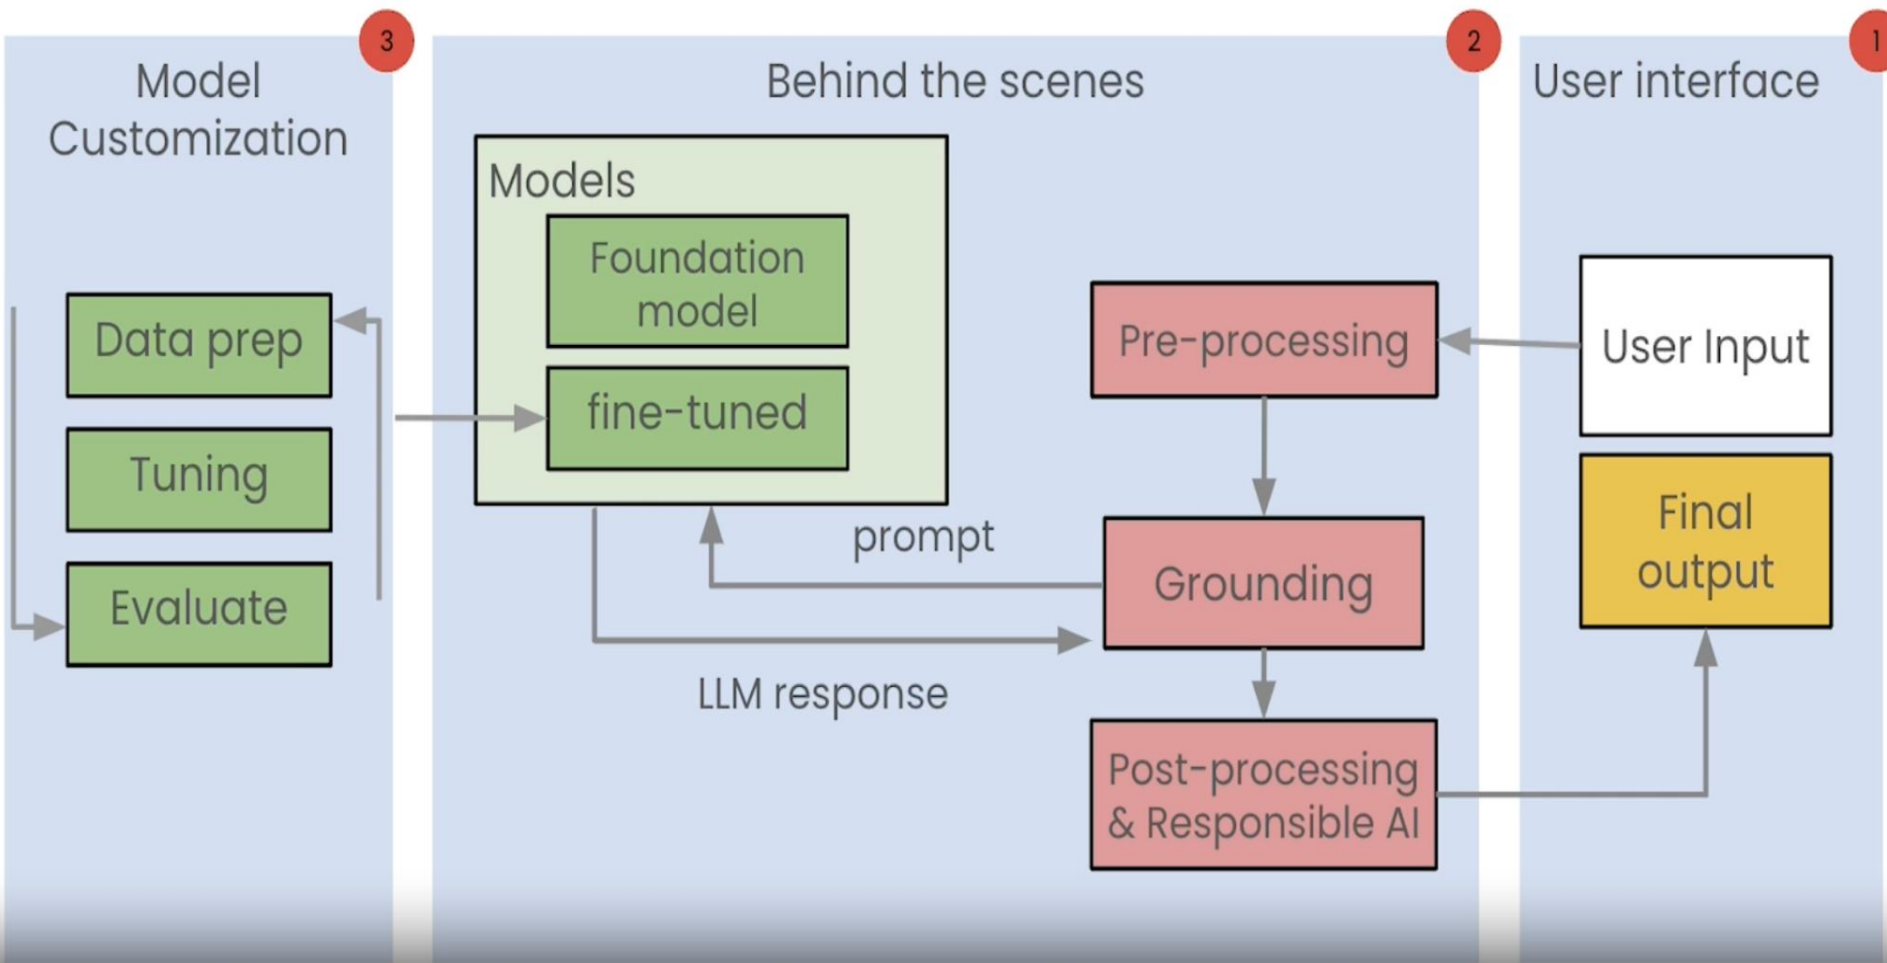 3
Model
Customization
Data prep
Tuning
Evaluate
2
Behind the scenes
Models
Foundation
model
fine-tuned
prompt
LLM response
Pre-processing
Grounding
Post-processing
& Responsible AI
1
User interface
User Input
Final
output